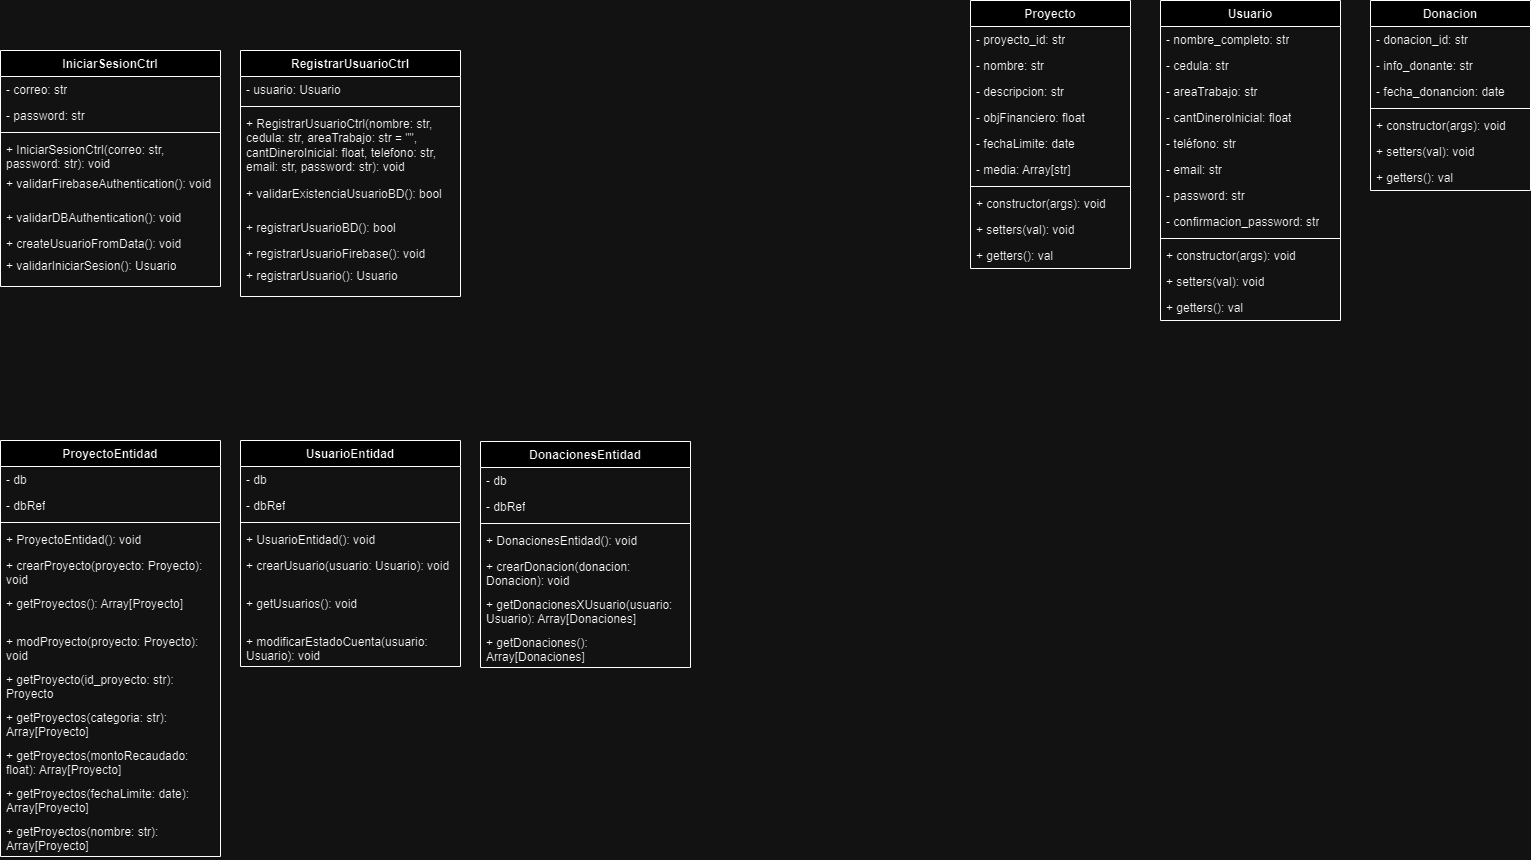 IniciarSesionCtrl
- correo: str
- password: str
+ IniciarSesionCtrl(correo: str,
password: str): void
+ validarFirebaseAuthentication(): void
+ validarDBAuthentication(): void
+ createUsuarioFromData(): void
+ validarIniciarSesion(): Usuario
RegistrarUsuarioCtrl
- usuario: Usuario
+ RegistrarUsuarioCtrl(nombre: str,
cedula: str, areaTrabajo: str = "",
cantDineroInicial: float, telefono: str,
email: str, password: str): void
+ validarExistenciaUsuarioBD(): bool
+ registrarUsuarioBD(): bool
+ registrarUsuarioFirebase(): void
+ registrarUsuario(): Usuario
Proyecto
- proyecto_id: str
- nombre: str
- descripcion: str
- objFinanciero: float
- fechaLimite: date
- media: Array[str]
+ constructor(args): void
+ setters(val): void
+ getters(): val
Usuario
- nombre_completo: str
- cedula: str
- areaTrabajo: str
- cantDineroInicial: float
- teléfono: str
- email: str
- password: str
- confirmacion_password: str
+ constructor(args): void
+ setters(val): void
+ getters(): val
Donacion
- donacion_id: str
- info_donante: str
- fecha_donancion: date
+ constructor(args): void
+ setters(val): void
+ getters(): val
ProyectoEntidad
- db
- dbRef
+ ProyectoEntidad(): void
+ crearProyecto(proyecto: Proyecto):
void
+ getProyectos(): Array[Proyecto]
+ modProyecto(proyecto: Proyecto):
void
+ getProyecto(id_proyecto: str):
Proyecto
+ getProyectos(categoria: str):
Array[Proyecto]
+ getProyectos(montoRecaudado:
float): Array[Proyecto]
+ getProyectos(fechaLimite: date):
Array[Proyecto]
+ getProyectos(nombre: str):
Array[Proyecto]
UsuarioEntidad
- db
- dbRef
+ UsuarioEntidad(): void
+ crearUsuario(usuario: Usuario): void
+ getUsuarios(): void
+ modificarEstadoCuenta(usuario:
Usuario): void
DonacionesEntidad
- db
- dbRef
+ DonacionesEntidad(): void
+ crearDonacion(donacion:
Donacion): void
+ getDonacionesXUsuario(usuario:
Usuario): Array[Donaciones]
+ getDonaciones():
Array[Donaciones]